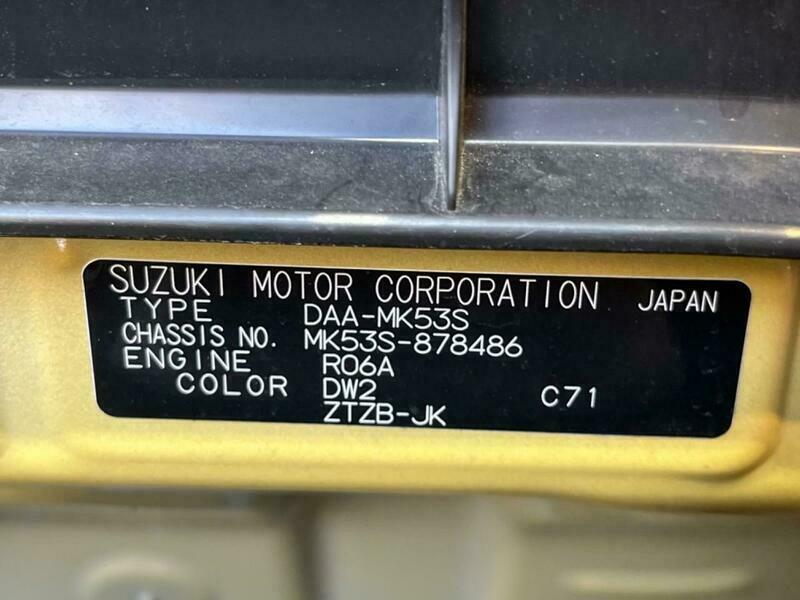 SUZUKI MOTOR CORPORATION JAPAN
TYPE DAA-MK53S
CHASSIS NO. MK53S-878486
ENGINE R06A
COLOR DW2 C71
ZTZB-JK